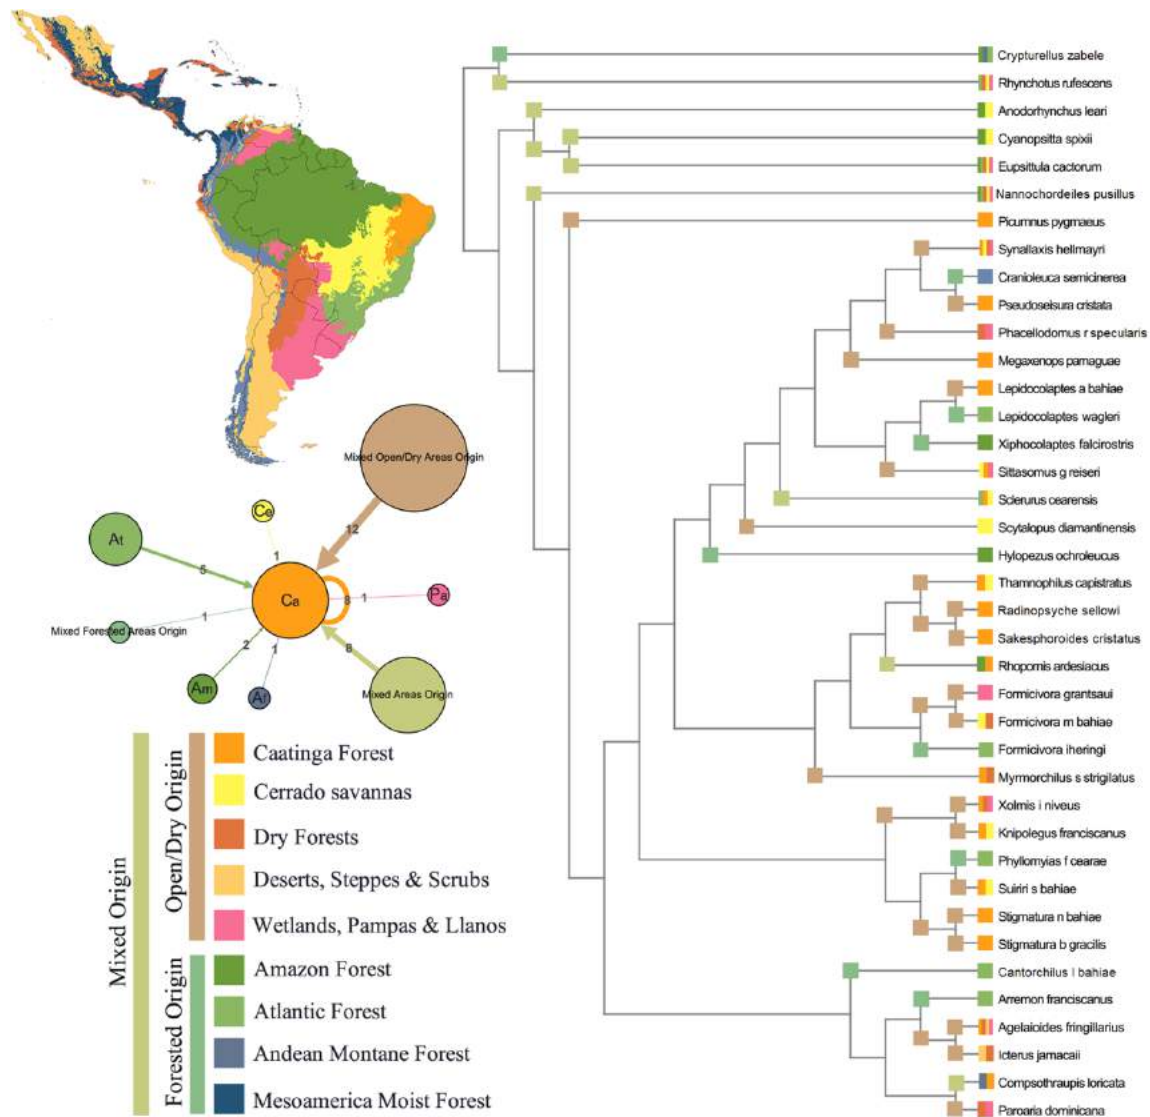 Crypturellus zabele
Rhynchotus rufescens
Anodorhynchus leari
Cyanopsitta spixii
Eupsittula cactorum
Nannochordeiles pusillus
Picumnus pygmaeus
Synallaxis hellmayri
Cranioleuca semicinerea
Pseudoseisura cristata
Phacellodomus r specularis
Megaxenops parnaguae
Lepidocolaptes a bahiae
Lepidocolaptes wagleri
Xiphocolaptes falcirostris
Sittasomus g reiseri
Sclerurus cearensis
Scytalopus diamantinensis
Hylopezus ochroleucus
Thamnophilus capistratus
Radinopsyche sellowi
Sakesphoroides cristatus
Rhopornis ardesiacus
Formicivora grantsaui
Formicivora m bahiae
Formicivora iheringi
Myrmorchilus s strigilatus
Xolmis i niveus
Knipolegus franciscanus
Phyllomyias f cearae
Suiriri s bahiae
Stigmatura n bahiae
Stigmatura b gracilis
Cantorchilus l bahiae
Arremon franciscanus
Agelaioides fringillarius
Icterus jamacaii
Compsothraupis loricata
Paroaria dominicana
Mixed Open/Dry Areas Origin
12
Ce
1
At
5
Ca
8
1
Pa
Mixed Forested Areas Origin
1
2
Am
1
Af
8
Mixed Areas Origin
Mixed Origin
Open/Dry Origin
Caatinga Forest
Cerrado savannas
Dry Forests
Deserts, Steppes & Scrubs
Wetlands, Pampas & Llanos
Forested Origin
Amazon Forest
Atlantic Forest
Andean Montane Forest
Mesoamerica Moist Forest